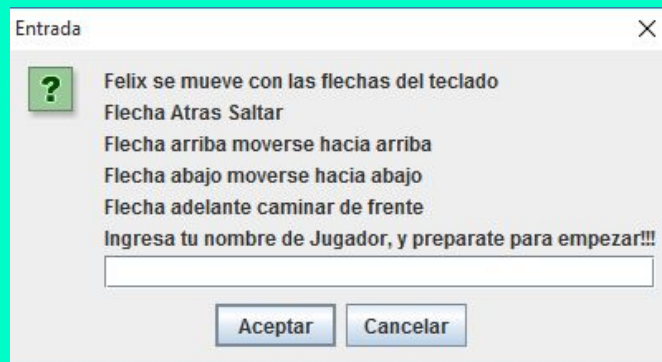 Entrada
Felix se mueve con las flechas del teclado
Flecha Atras Saltar
Flecha arriba moverse hacia arriba
Flecha abajo moverse hacia abajo
Flecha adelante caminar de frente
Ingresa tu nombre de Jugador, y preparate para empezar!!!
Aceptar Cancelar